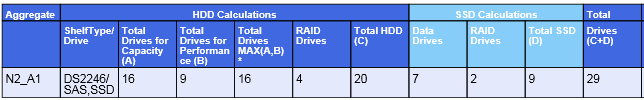 Aggregate HDD Calculations SSD Calculations Total
ShelfType/ Total Total Total RAID Total HDD Data RAID Total SSD Drives
Drive Drives for Drives for Drives Drives (C) Drives Drives (D) (C+D)
Capacity Performan MAX(A,B)
(A) ce (B) *
N2_A1 DS2246/ 16 9 16 4 20 7 2 9 29
SAS,SSD